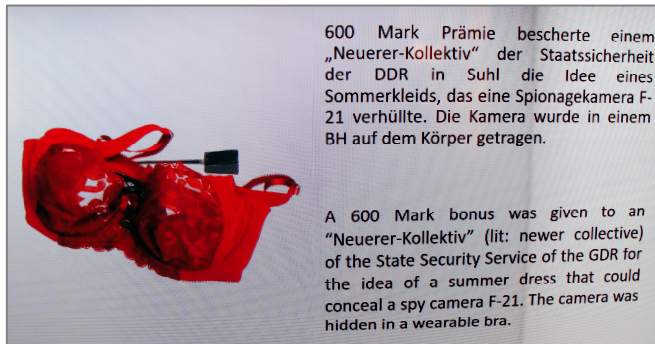 600 Mark Prämie bescherte einem
„Neuerer-Kollektiv“ der Staatssicherheit
der DDR in Suhl die Idee eines
Sommerkleids, das eine Spionagekamera F-
21 verhüllte. Die Kamera wurde in einem
BH auf dem Körper getragen.
A 600 Mark bonus was given to an
“Neuerer-Kollektiv” (lit: newer collective)
of the State Security Service of the GDR for
the idea of a summer dress that could
conceal a spy camera F-21. The camera was
hidden in a wearable bra.